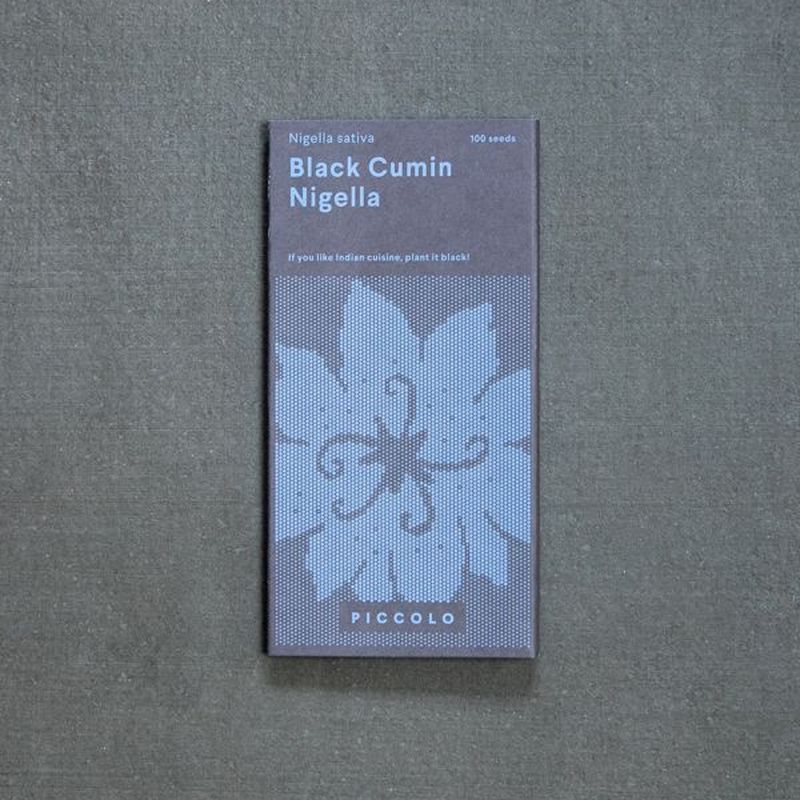 Nigella sativa
100 seeds
Black Cumin
Nigella
If you like Indian cuisine, plant it black!
PICCOLO